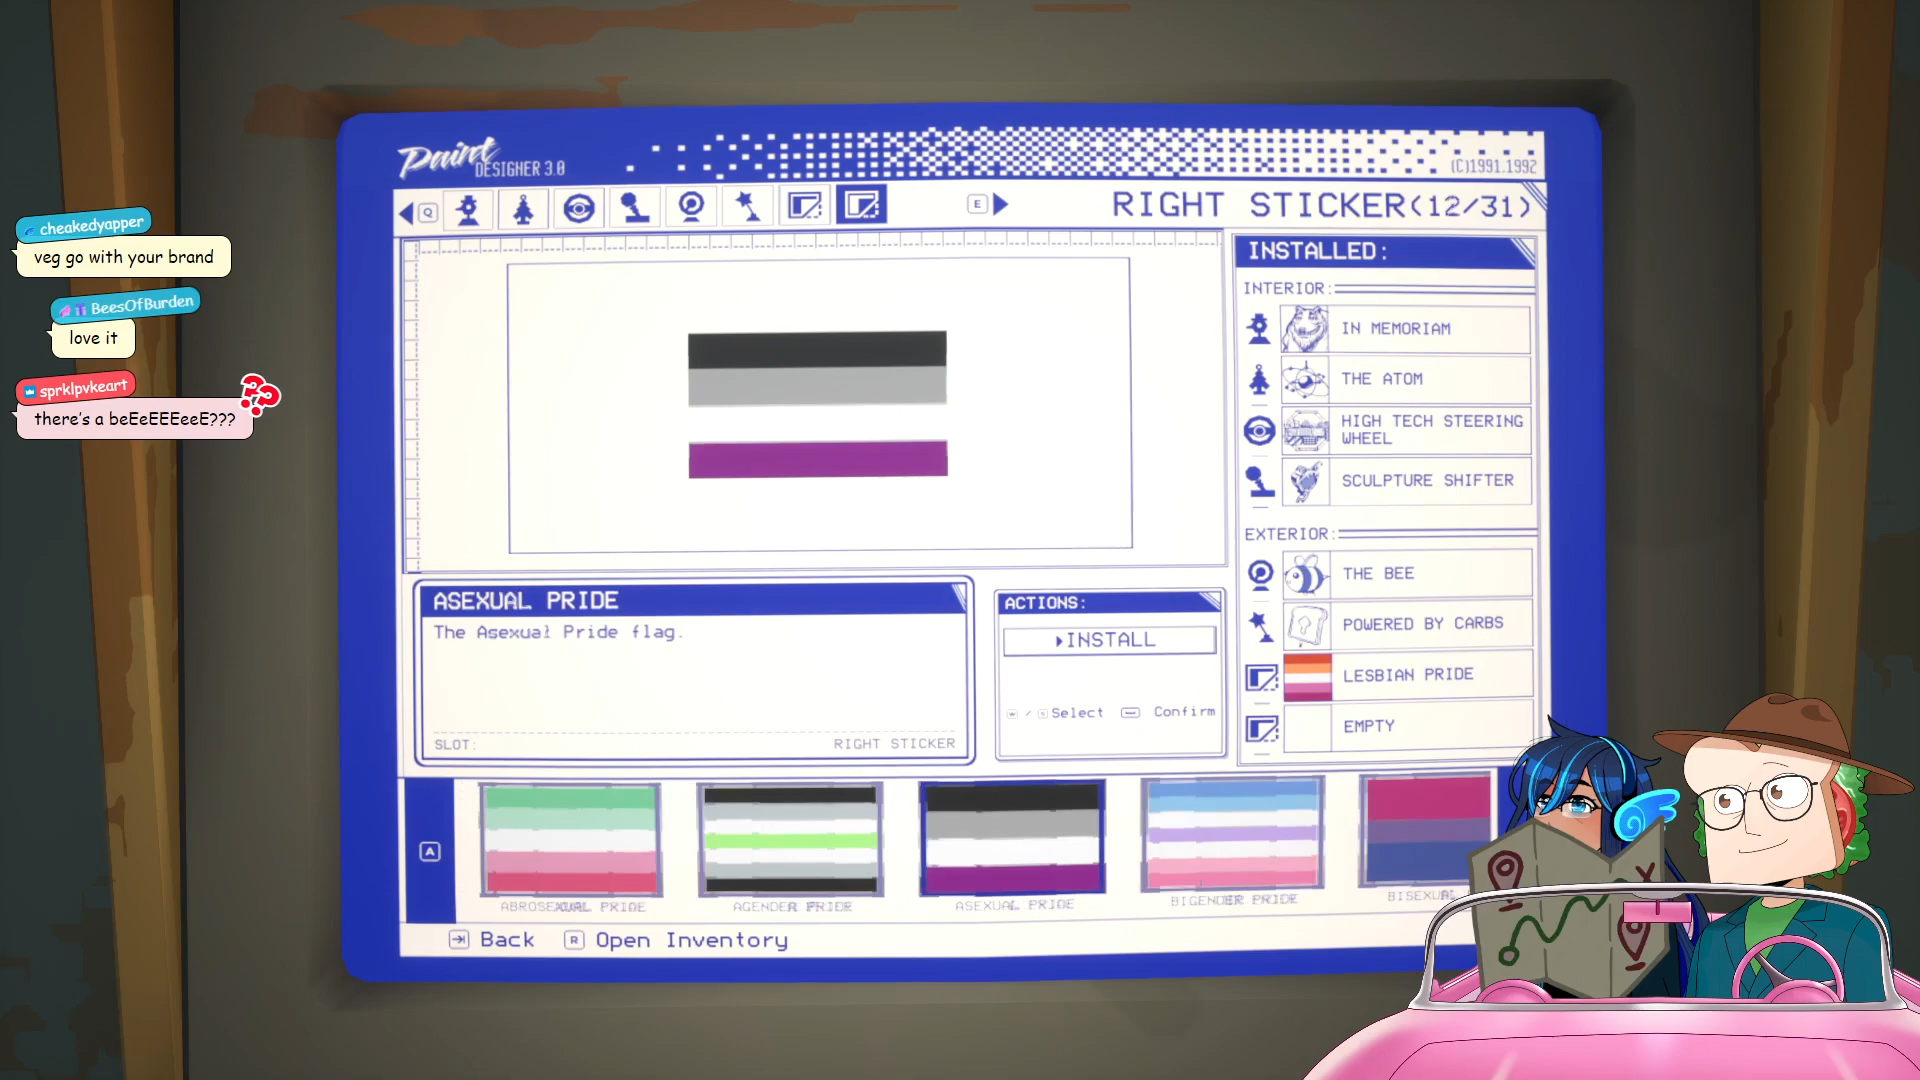 Paint
DESIGNER 3.0
(C)1991.1992
Q
E
RIGHT STICKER(12/31)
cheakedyapper
veg go with your brand
BeesOfBurden
love it
sprklpvkeart
there's a beEeEEEeeE???
??
INSTALLED:
INTERIOR:
IN MEMORIAM
THE ATOM
HIGH TECH STEERING
WHEEL
SCULPTURE SHIFTER
EXTERIOR:
THE BEE
POWERED BY CARBS
LESBIAN PRIDE
EMPTY
ASEXUAL PRIDE
The Asexual Pride flag.
SLOT:
RIGHT STICKER
ACTIONS:
INSTALL
W / S Select
Confirm
A
ABROSEXUAL PRIDE
AGENDER PRIDE
ASEXUAL PRIDE
BIGENDER PRIDE
BISEXUAL
Back
R Open Inventory